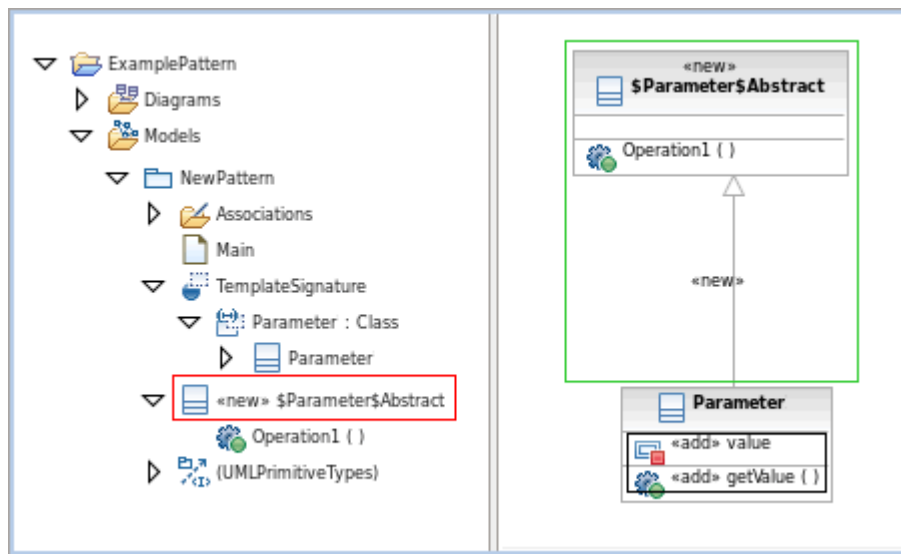 ExamplePattern
Diagrams
Models
NewPattern
Associations
Main
TemplateSignature
Parameter : Class
Parameter
«new» $Parameter$Abstract
Operation1 ( )
(UMLPrimitiveTypes)
«new»
$Parameter$Abstract
Operation1 ( )
«new»
Parameter
«add» value
«add» getValue ( )